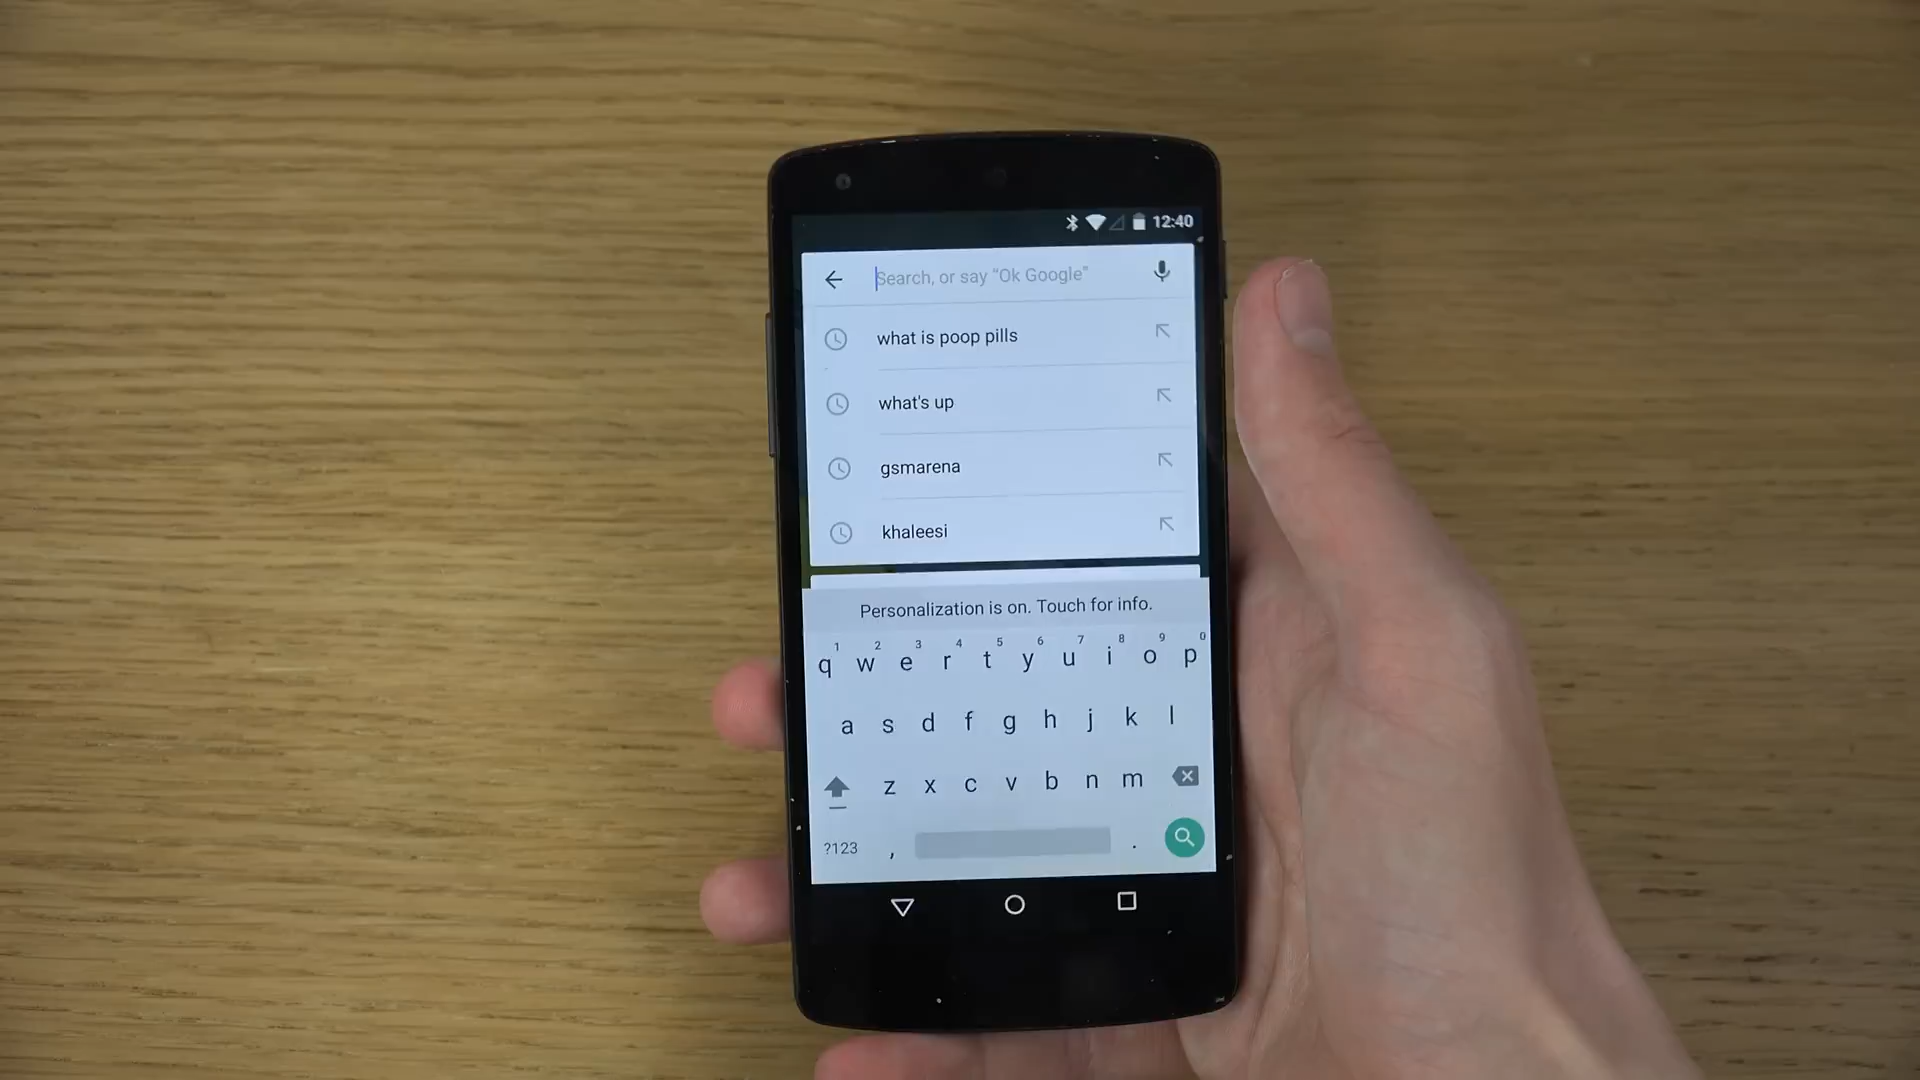 12:40
Search, or say “Ok Google”
what is poop pills
what's up
gsmarena
khaleesi
Personalization is on. Touch for info.
1 2 3 4 5 6 7 8 9 0
q w e r t y u i o p
a s d f g h j k l
z x c v b n m
?123 , .